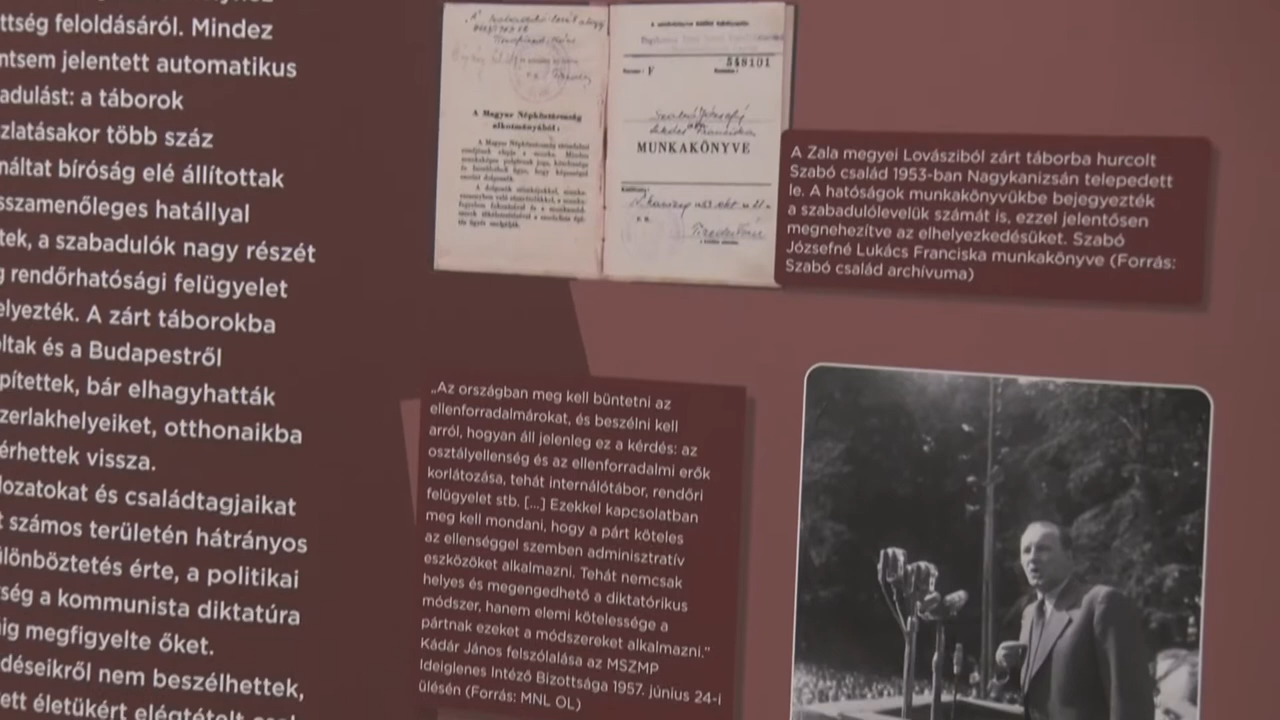 ttség feloldásáról. Mindez
ntsem jelentett automatikus
adulást: a táborok
zlatásakor több száz
náltat bíróság elé állítottak
sszamenőleges hatállyal
tek, a szabadulók nagy részét
g rendőrhatósági felügyelet
elyezték. A zárt táborokba
oltak és a Budapestről
pítettek, bár elhagyhatták
zerlakhelyeiket, otthonaikba
érhettek vissza.
dozatokat és családtagjaikat
t számos területén hátrányos
ülönböztetés érte, a politikai
ség a kommunista diktatúra
ig megfigyelte őket.
déseikről nem beszélhettek,
ett életükért elégtételt
A Magyar Népköztársaság
alkotmányából:
548101
MUNKAKÖNYVE
A Zala megyei Lovásziból zárt táborba hurcolt
Szabó család 1953-ban Nagykanizsán telepedett
le. A hatóságok munkakönyvükbe bejegyezték
a szabadulólevelük számát is, ezzel jelentősen
megnehezítve az elhelyezkedésüket. Szabó
Józsefné Lukács Franciska munkakönyve (Forrás:
Szabó család archívuma)
„Az országban meg kell büntetni az
ellenforradalmárokat, és beszélni kell
arról, hogyan áll jelenleg ez a kérdés: az
osztályellenség és az ellenforradalmi erők
korlátozása, tehát internálótábor, rendőri
felügyelet stb. [...] Ezekkel kapcsolatban
meg kell mondani, hogy a párt köteles
az ellenséggel szemben adminisztratív
eszközöket alkalmazni. Tehát nemcsak
helyes és megengedhető a diktatórikus
módszer, hanem elemi kötelessége a
pártnak ezeket a módszereket alkalmazni.”
Kádár János felszólalása az MSZMP
Ideiglenes Intéző Bizottsága 1957. június 24-i
ülésén (Forrás: MNL OL)